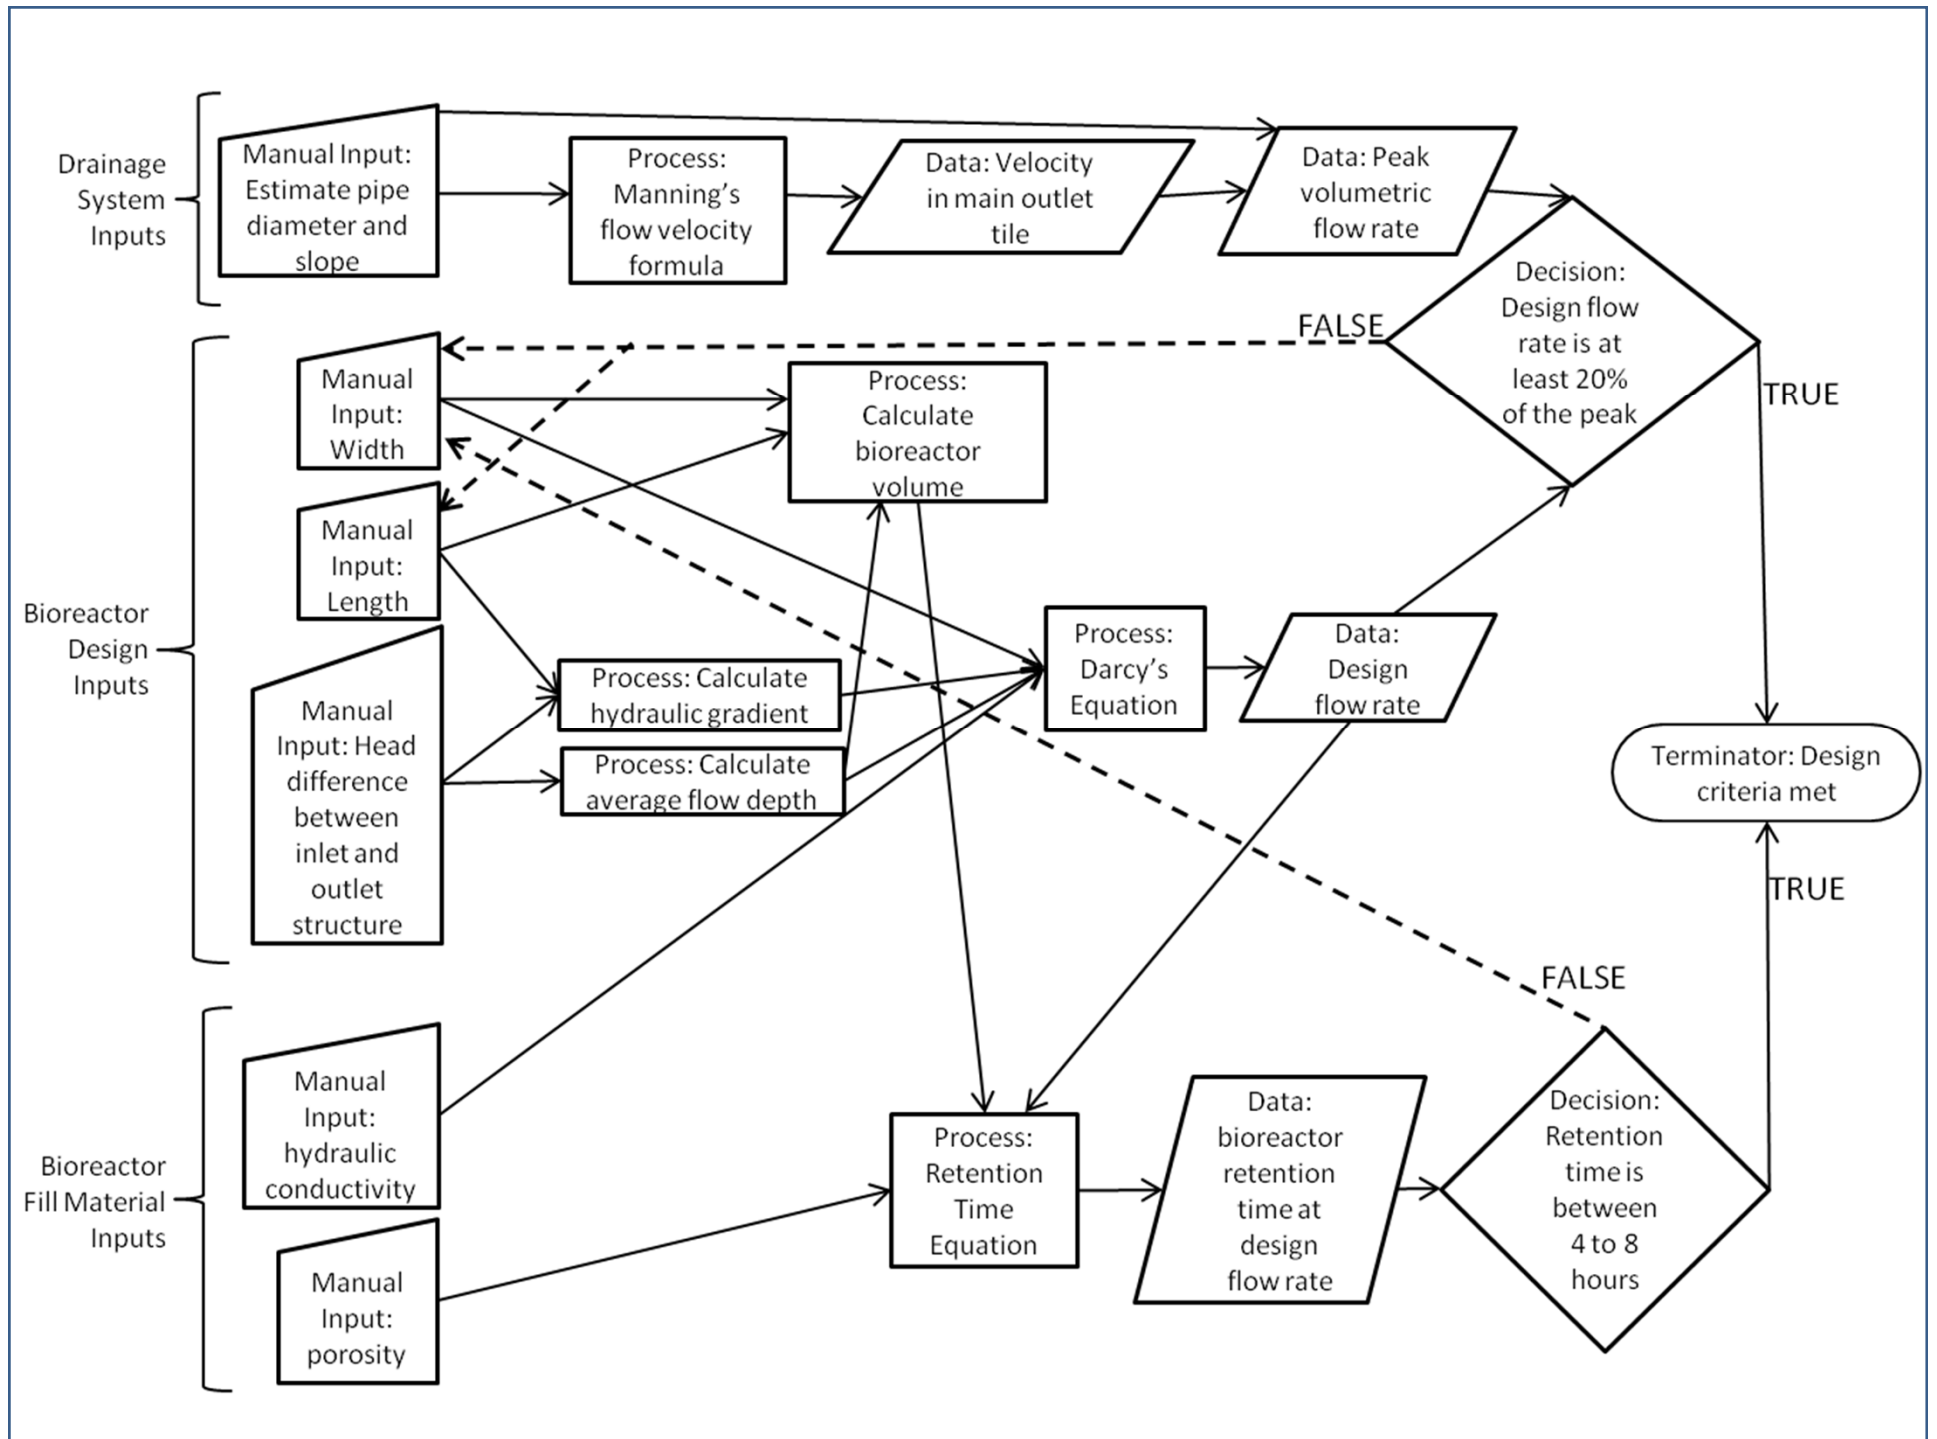 Drainage
System
Inputs
Manual Input:
Estimate pipe
diameter and
slope
Process:
Manning's
flow velocity
formula
Data: Velocity
in main outlet
tile
Data: Peak
volumetric
flow rate
Decision:
Design flow
rate is at
least 20%
of the peak
FALSE
TRUE
Bioreactor
Design
Inputs
Manual
Input:
Width
Process:
Calculate
bioreactor
volume
Manual
Input:
Length
Manual
Input: Head
difference
between
inlet and
outlet
structure
Process: Calculate
hydraulic gradient
Process: Calculate
average flow depth
Process:
Darcy's
Equation
Data:
Design
flow rate
Terminator: Design
criteria met
TRUE
FALSE
Bioreactor
Fill Material
Inputs
Manual
Input:
hydraulic
conductivity
Manual
Input:
porosity
Process:
Retention
Time
Equation
Data:
bioreactor
retention
time at
design
flow rate
Decision:
Retention
time is
between
4 to 8
hours